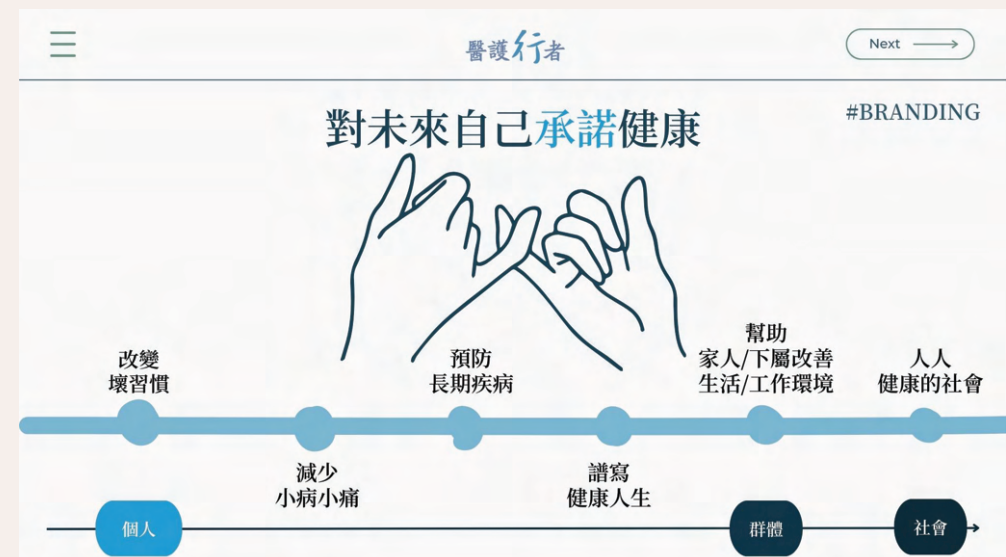 醫護行者
Next
#BRANDING
對未來自己承諾健康
改變
壞習慣
減少
小病小痛
預防
長期疾病
譜寫
健康人生
幫助
家人/下屬改善
生活/工作環境
人人
健康的社會
個人
群體
社會